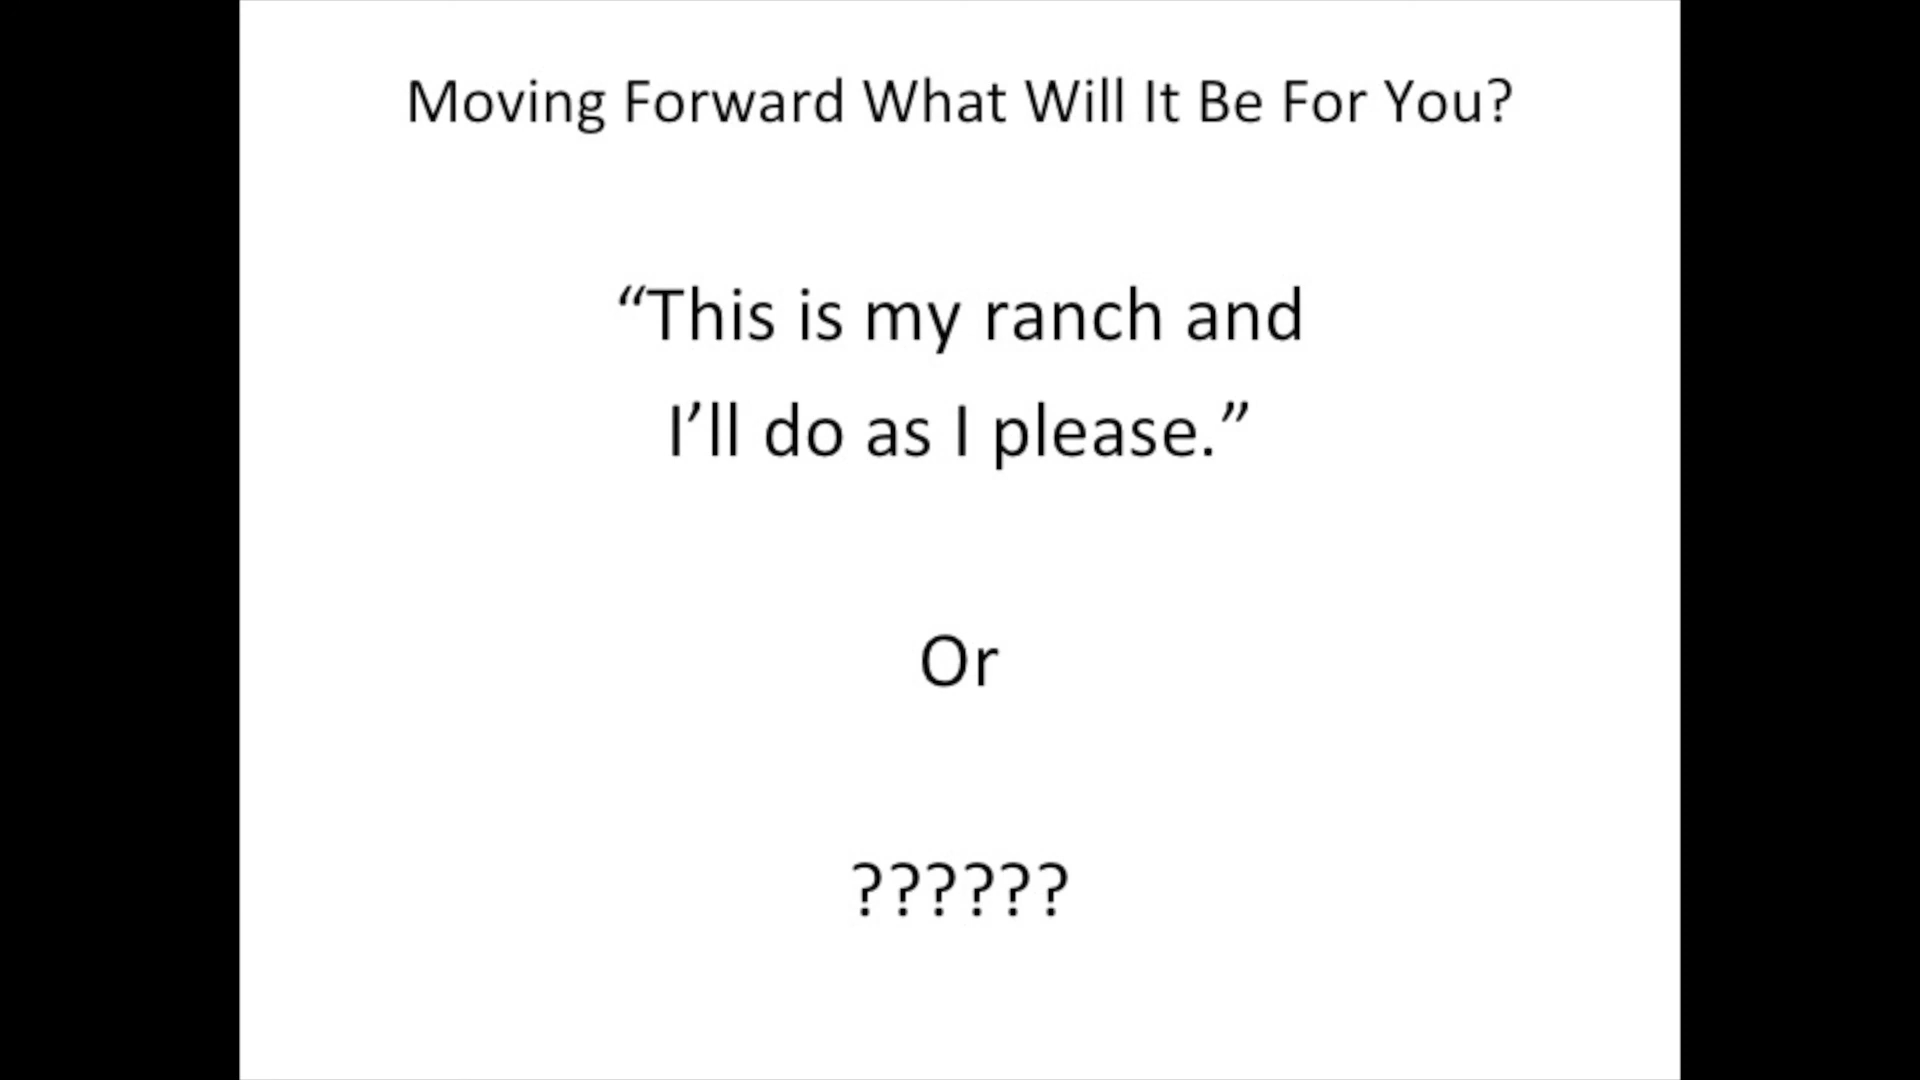 Moving Forward What Will It Be For You?
“This is my ranch and
I’ll do as I please.”
Or
??????